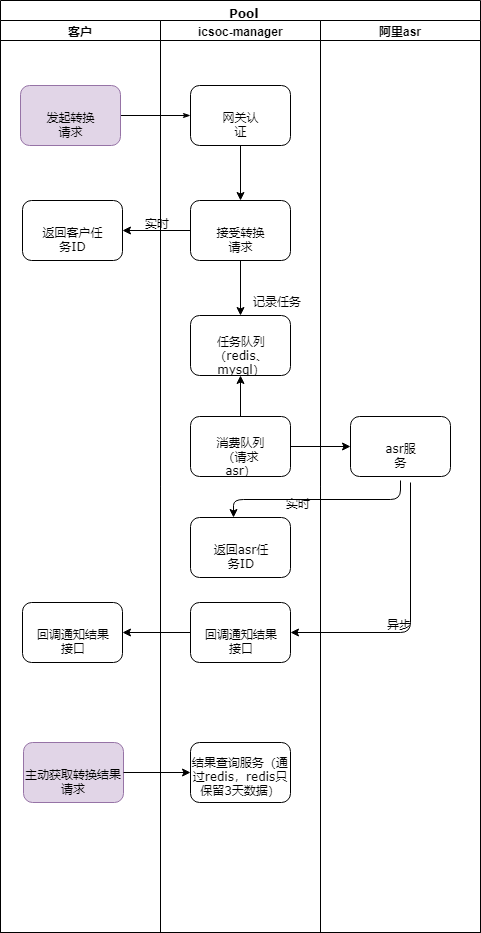 Pool
客户
icsoc-manager
阿里asr
发起转换
请求
网关认
证
返回客户任
务ID
实时
接受转换
请求
记录任务
任务队列
（redis、
mysql）
消费队列
（请求
asr）
asr服
务
实时
返回asr任
务ID
异步
回调通知结果
接口
回调通知结果
接口
主动获取转换结果
请求
结果查询服务（通
过redis，redis只
保留3天数据）